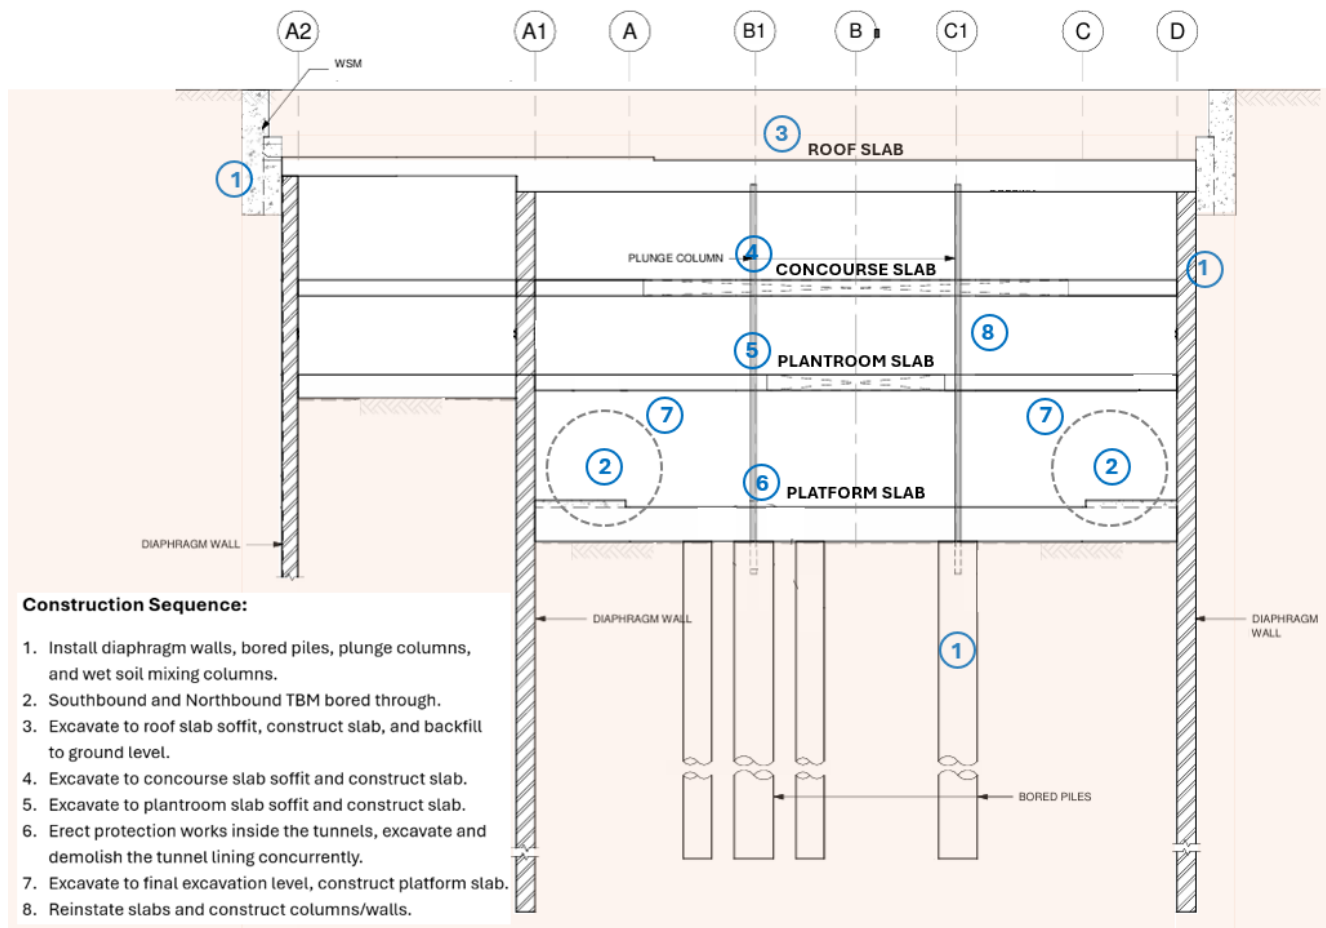 A2 A1 A B1 B C1 C D
WSM
3
ROOF SLAB
1
4
PLUNGE COLUMN
CONCOURSE SLAB
1
8
5
PLANTROOM SLAB
7
7
2
2
6
PLATFORM SLAB
DIAPHRAGM WALL
DIAPHRAGM WALL
DIAPHRAGM
WALL
1
BORED PILES
Construction Sequence:
1. Install diaphragm walls, bored piles, plunge columns,
and wet soil mixing columns.
2. Southbound and Northbound TBM bored through.
3. Excavate to roof slab soffit, construct slab, and backfill
to ground level.
4. Excavate to concourse slab soffit and construct slab.
5. Excavate to plantroom slab soffit and construct slab.
6. Erect protection works inside the tunnels, excavate and
demolish the tunnel lining concurrently.
7. Excavate to final excavation level, construct platform slab.
8. Reinstate slabs and construct columns/walls.